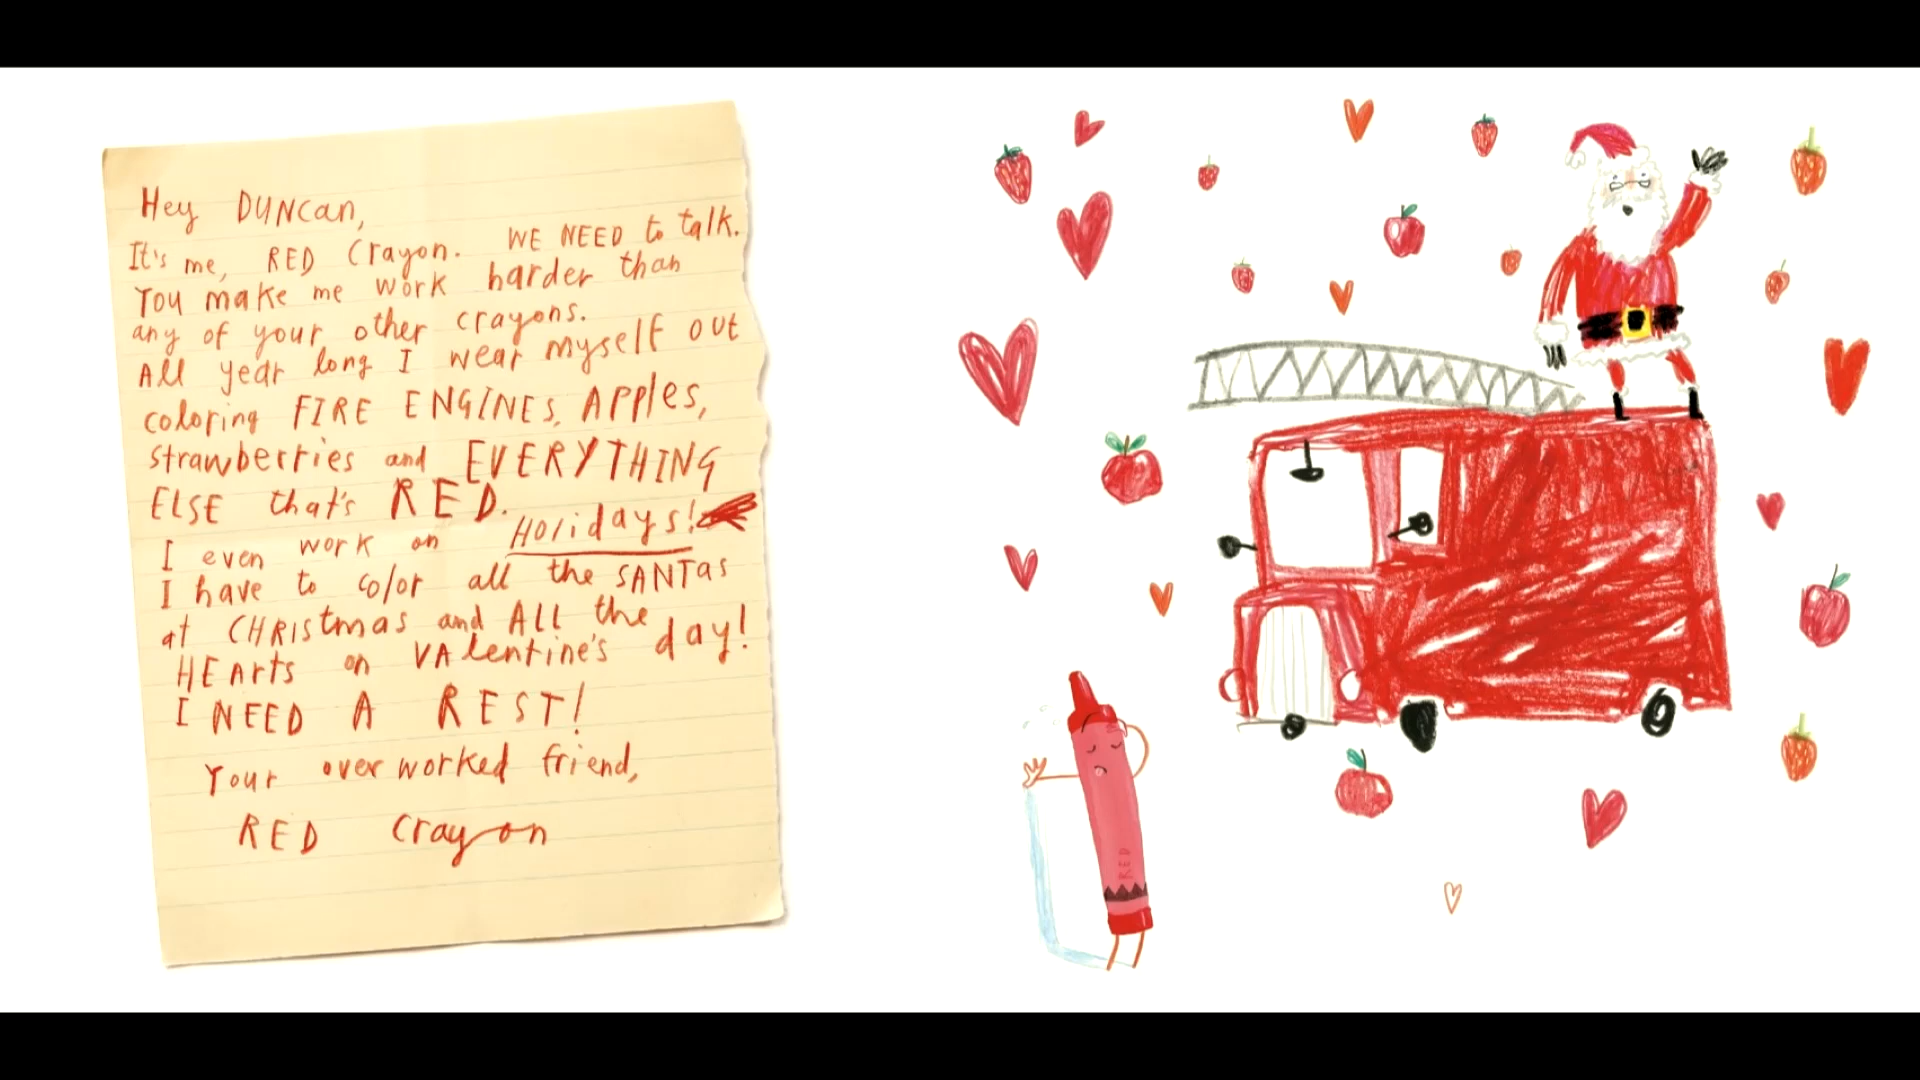 Hey DUNCan,
It's me, RED Crayon. WE NEED to talk.
You make me work harder than
any of your other crayons.
All year long I wear myself out
coloring FIRE ENGINES, Apples,
strawberries and EVERYTHING
ELSE that's RED.
I even work on Holidays!
I have to color all the SANTas
at CHRIStmas and ALL the
HEArts on VAlentine's day!
I NEED A REST!
Your overworked friend,
RED Crayon
RED